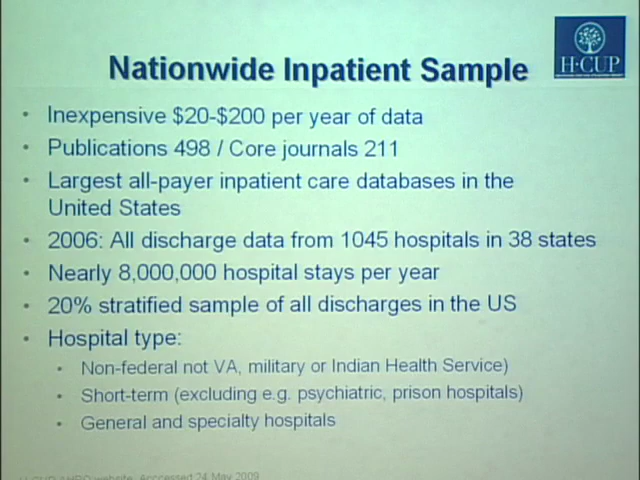 H·CUP
Nationwide Inpatient Sample
• Inexpensive $20-$200 per year of data
• Publications 498 / Core journals 211
• Largest all-payer inpatient care databases in the
United States
• 2006: All discharge data from 1045 hospitals in 38 states
• Nearly 8,000,000 hospital stays per year
• 20% stratified sample of all discharges in the US
• Hospital type:
• Non-federal not VA, military or Indian Health Service)
• Short-term (excluding e.g. psychiatric, prison hospitals)
• General and specialty hospitals
website, Acccessed 24 May 2009